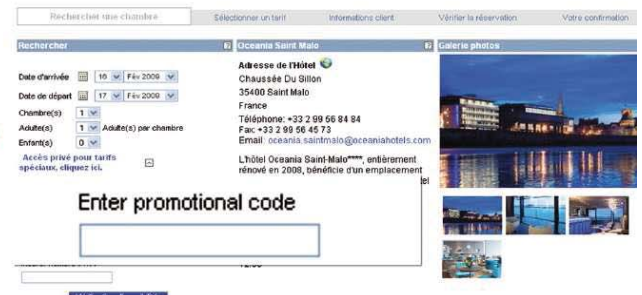 Rechercher une chambre
Sélectionner un tarif
Informations client
Vérifier la réservation
Votre confirmation
Rechercher
Date d'arrivée 16 Fév 2009
Date de départ 17 Fév 2009
Chambre(s) 1
Adulte(s) 1 Adulte(s) par chambre
Enfant(s) 0
Accès privé pour tarifs
spéciaux, cliquez ici.
Oceania Saint Malo
Adresse de l'Hôtel
Chaussée Du Sillon
35400 Saint Malo
France
Téléphone: +33 2 99 56 84 84
Fax: +33 2 99 56 45 73
Email: oceania.saintmalo@oceaniahotels.com
L'hôtel Oceania Saint-Malo****, entièrement
rénové en 2008, bénéficie d'un emplacement
Galerie photos
Enter promotional code